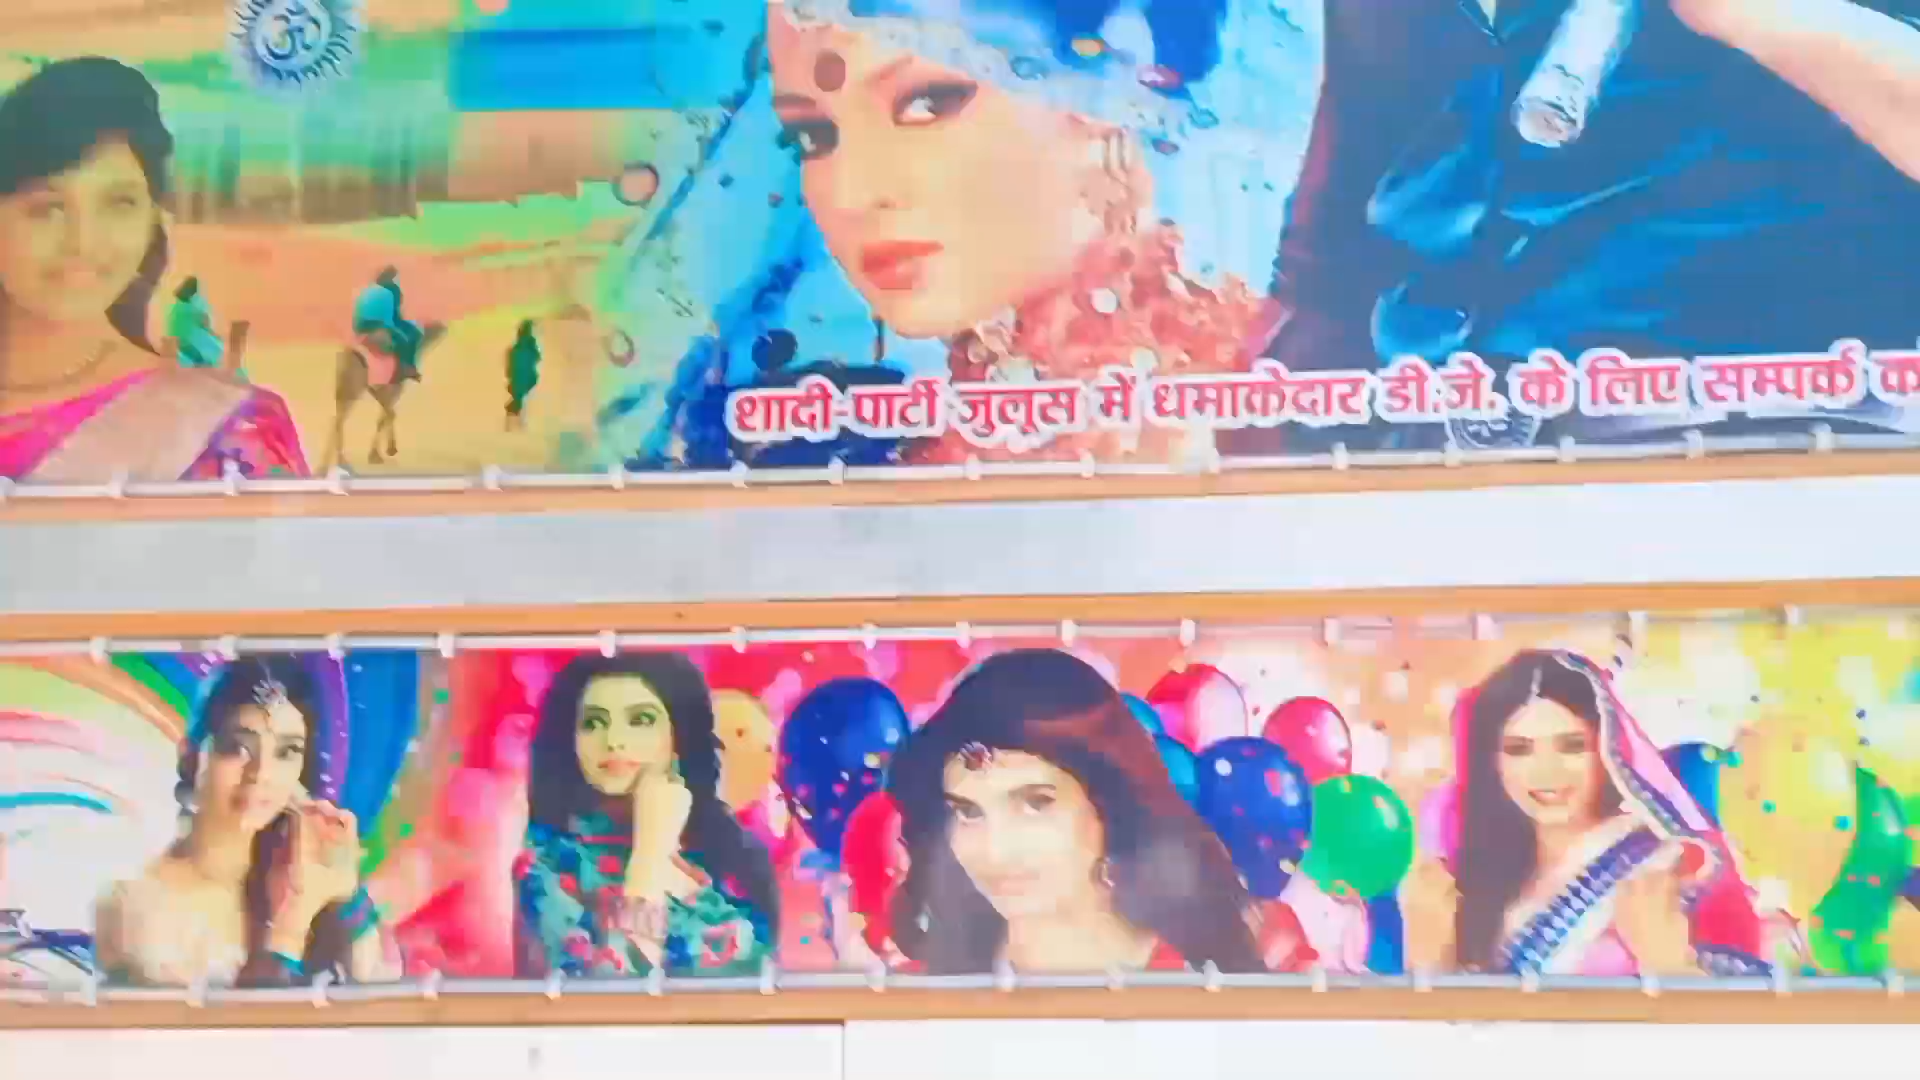 शादी-पार्टी जुलूस में धमाकेदार डी.जे. के लिए सम्पर्क